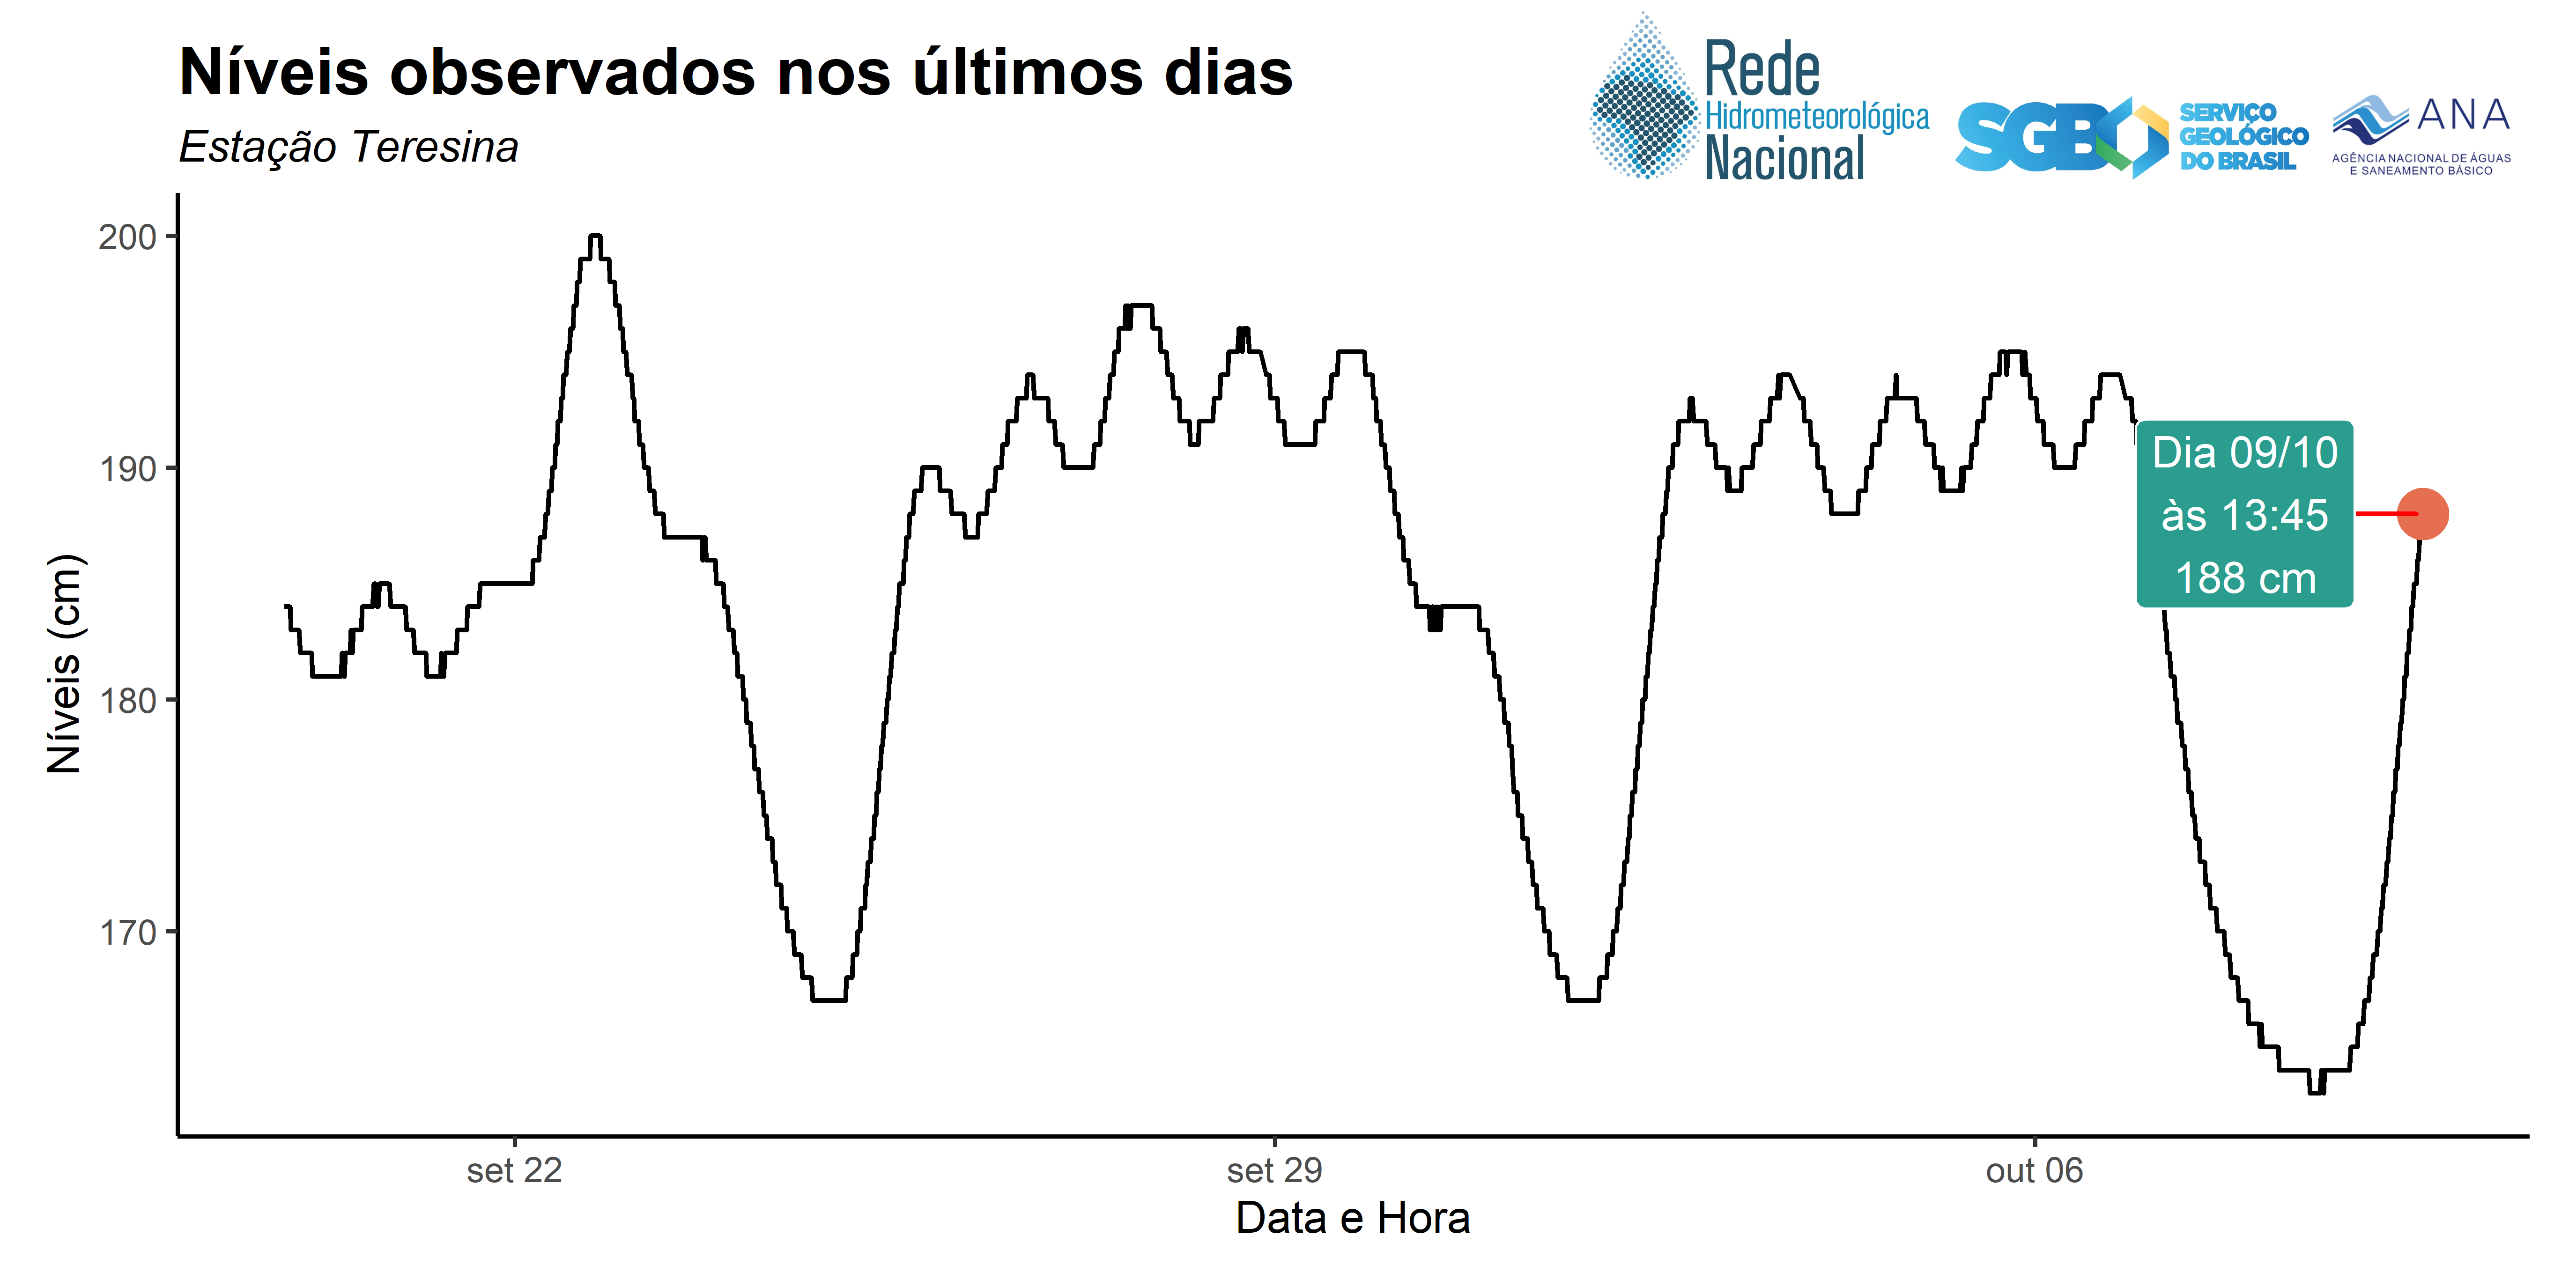 Níveis observados nos últimos dias
Estação Teresina
Rede
Hidrometeorológica
Nacional
SGB
SERVIÇO
GEOLÓGICO
DO BRASIL
ANA
AGÊNCIA NACIONAL DE ÁGUAS
E SANEAMENTO BÁSICO
Níveis (cm)
200
190
180
170
Dia 09/10
às 13:45
188 cm
set 22
set 29
out 06
Data e Hora